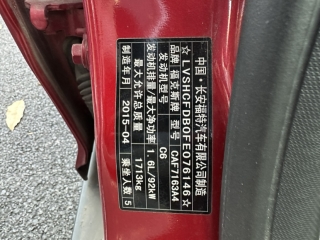 中国·长安福特汽车有限公司制造
☆LVSHCFDB0FE076146☆
品牌 福克斯牌 型号 CAF7163A4
发动机型号 C6
发动机排量/最大净功率 1.6L/92kW
最大允许总质量 1713kg
制造年月 2015-04 乘坐人数 5